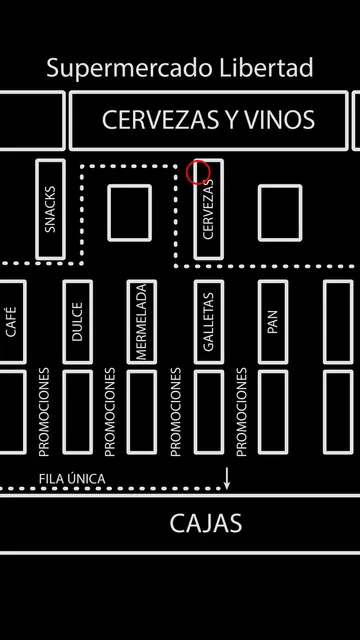 Supermercado Libertad
CERVEZAS Y VINOS
SNACKS
CERVEZAS
CAFÉ
DULCE
MERMELADA
GALLETAS
PAN
PROMOCIONES
PROMOCIONES
PROMOCIONES
PROMOCIONES
FILA ÚNICA
CAJAS